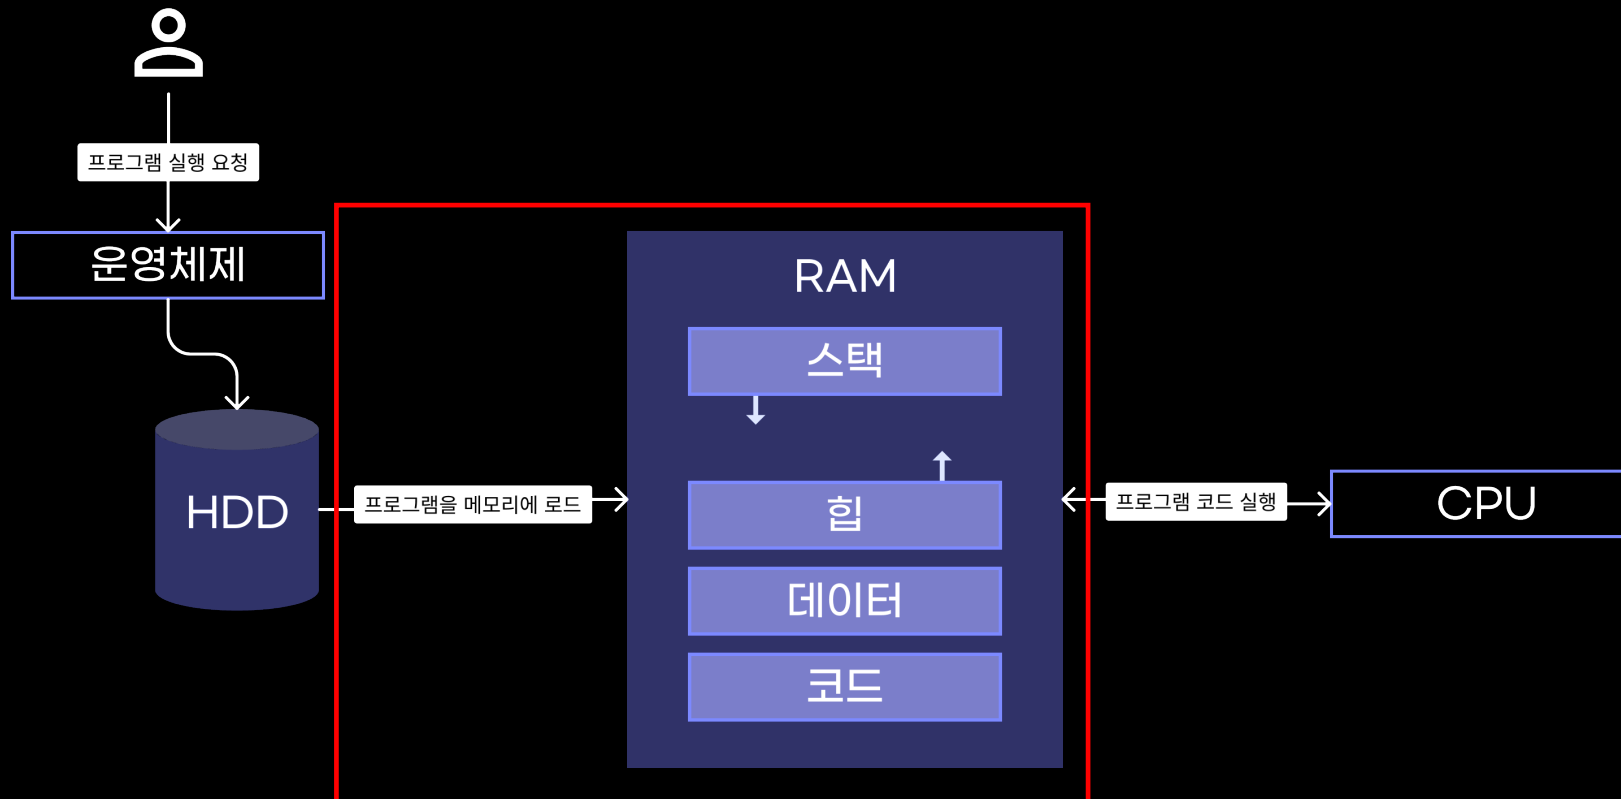 프로그램 실행 요청
운영체제
HDD
프로그램을 메모리에 로드
RAM
스택
힙
데이터
코드
프로그램 코드 실행
CPU